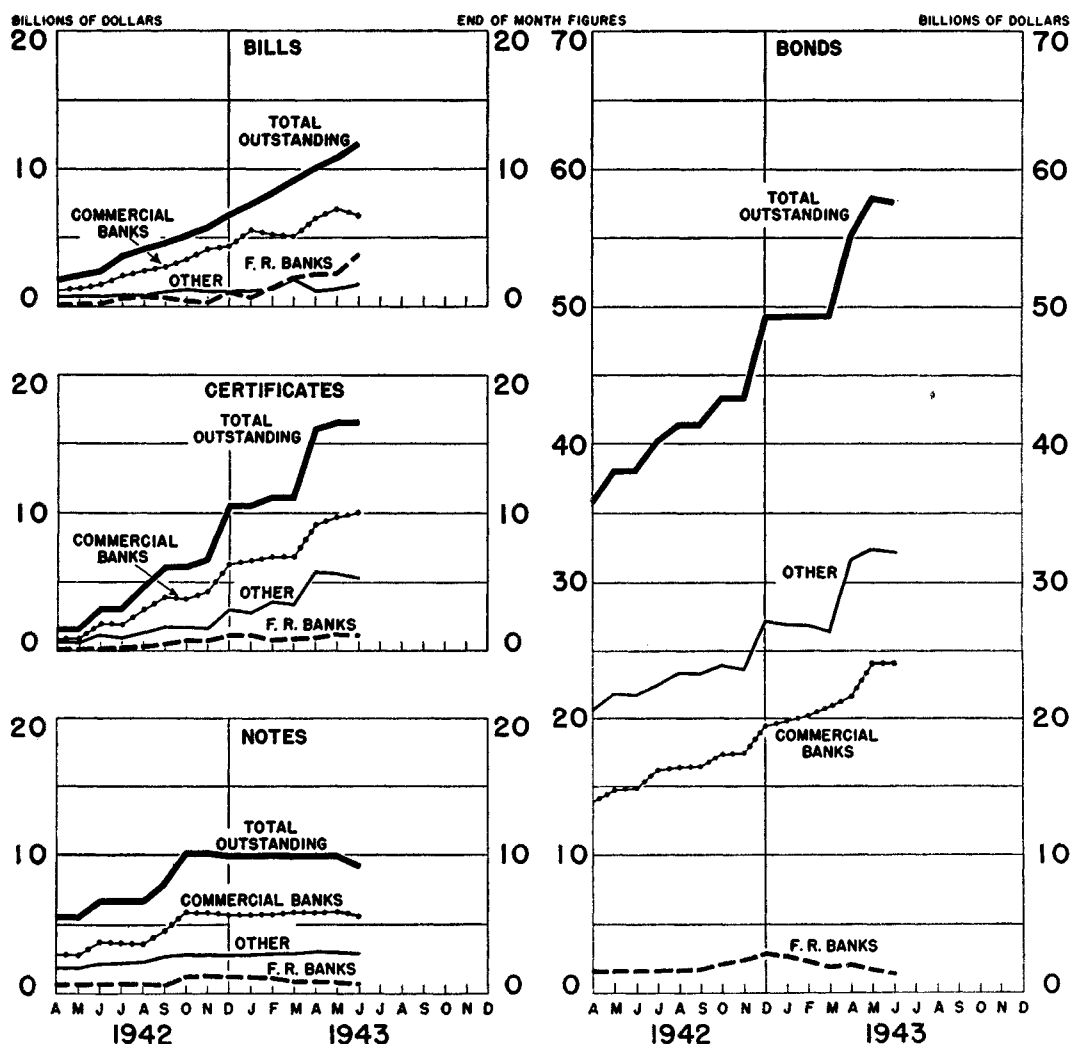 BILLIONS OF DOLLARS END OF MONTH FIGURES BILLIONS OF DOLLARS
20 BILLS 20
TOTAL
OUTSTANDING
10 10
COMMERCIAL
BANKS
F. R. BANKS
OTHER
0 0
20 CERTIFICATES 20
TOTAL
OUTSTANDING
10 10
COMMERCIAL
BANKS
OTHER
F. R. BANKS
0 0
20 NOTES 20
TOTAL
OUTSTANDING
10 10
COMMERCIAL BANKS
OTHER
F. R. BANKS
0 0
A M J J A S O N D J F M A M J J A S O N D
1942 1943
70 BONDS 70
60 60
TOTAL
OUTSTANDING
50 50
40 40
OTHER
30 30
20 20
COMMERCIAL
BANKS
10 10
F. R. BANKS
0 0
A M J J A S O N D J F M A M J J A S O N D
1942 1943